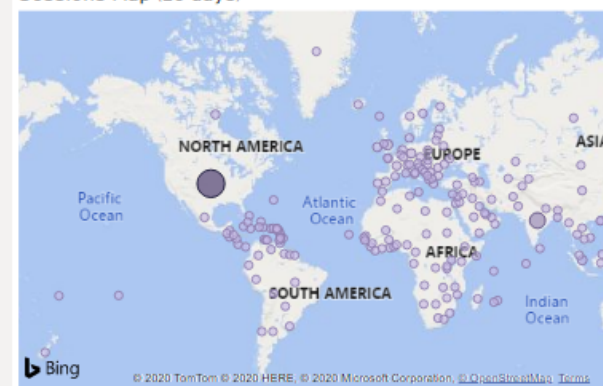 NORTH AMERICA
EUROPE
ASIA
Pacific
Ocean
Atlantic
Ocean
AFRICA
SOUTH AMERICA
Indian
Ocean
Bing
© 2020 TomTom © 2020 HERE, © 2020 Microsoft Corporation, © OpenStreetMap Terms